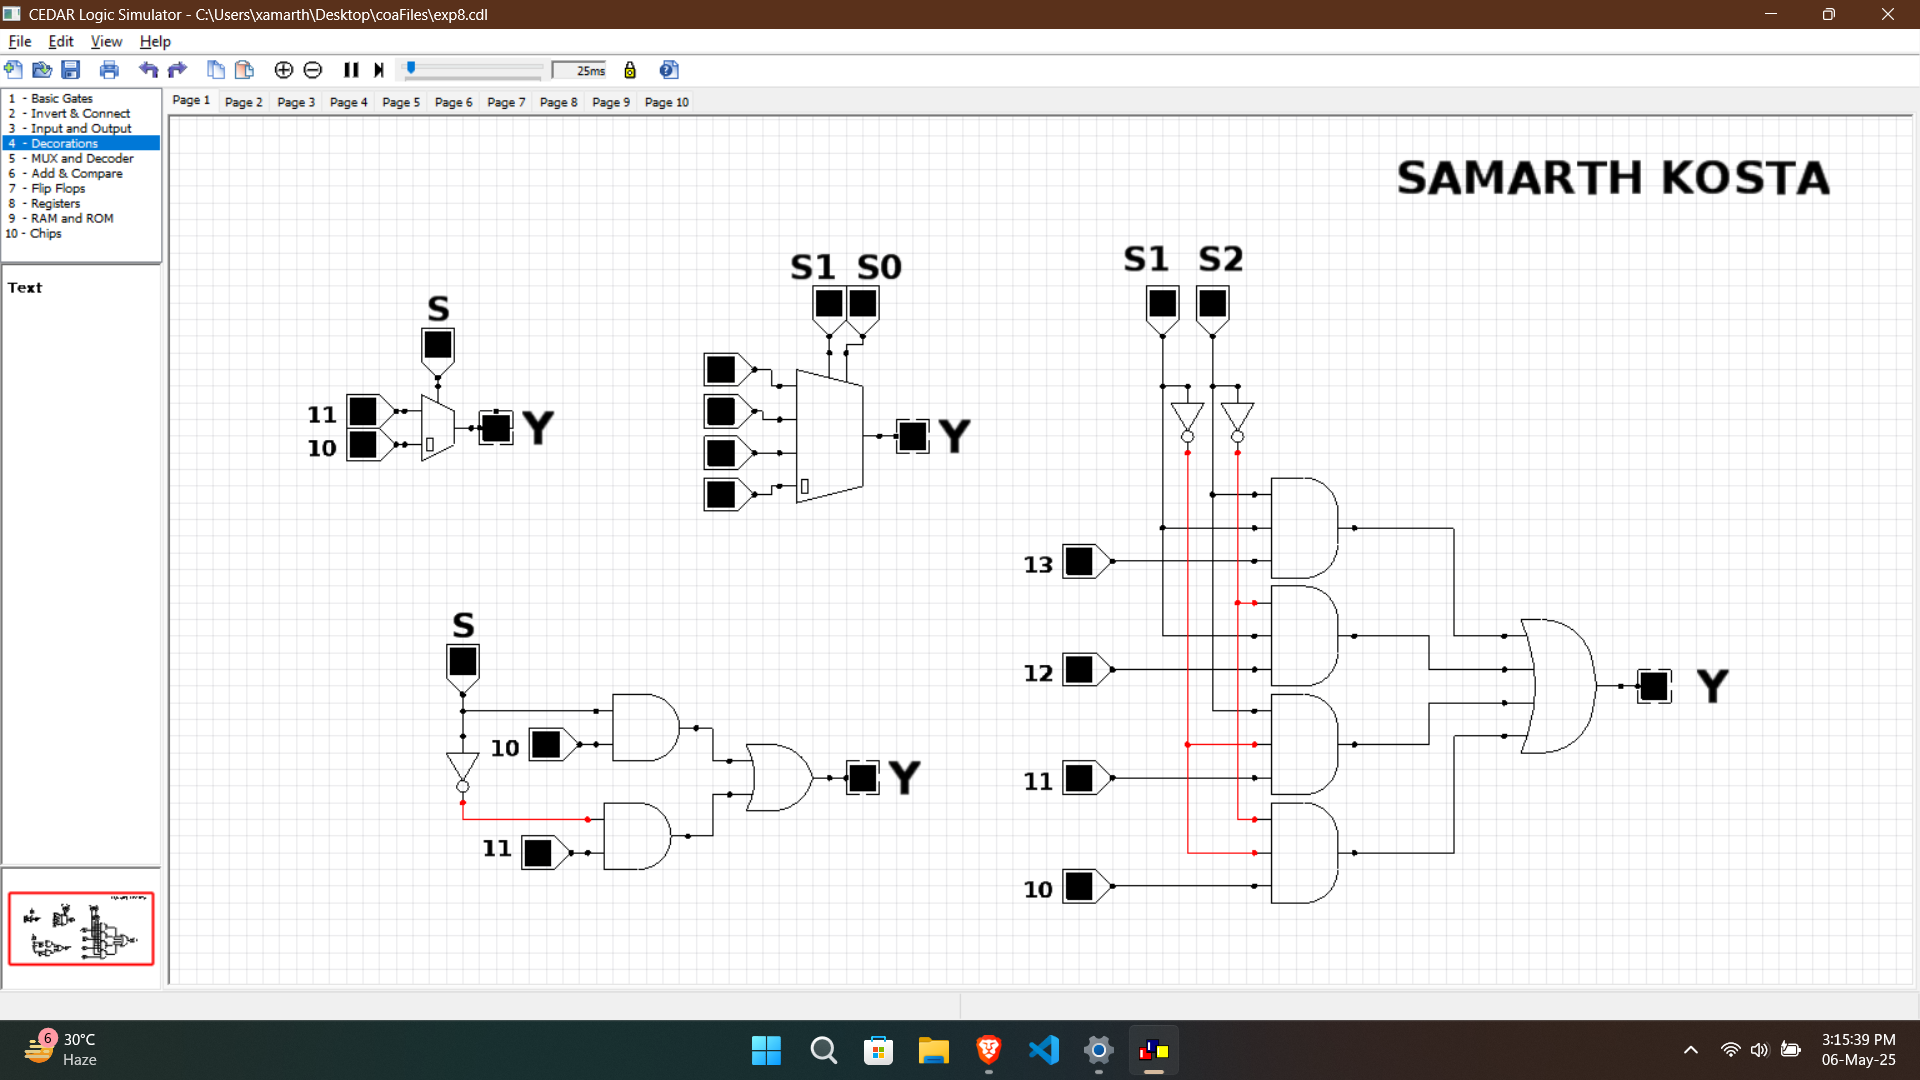 CEDAR Logic Simulator - C:\Users\xamarth\Desktop\coaFiles\exp8.cdl
File Edit View Help
25ms
1 - Basic Gates
2 - Invert & Connect
3 - Input and Output
4 - Decorations
5 - MUX and Decoder
6 - Add & Compare
7 - Flip Flops
8 - Registers
9 - RAM and ROM
10 - Chips
Text
Page 1 Page 2 Page 3 Page 4 Page 5 Page 6 Page 7 Page 8 Page 9 Page 10
SAMARTH KOSTA
S
11
10
Y
S1 S0
Y
S1 S2
13
12
11
10
Y
S
10
11
Y
6
30°C
Haze
3:15:39 PM
06-May-25